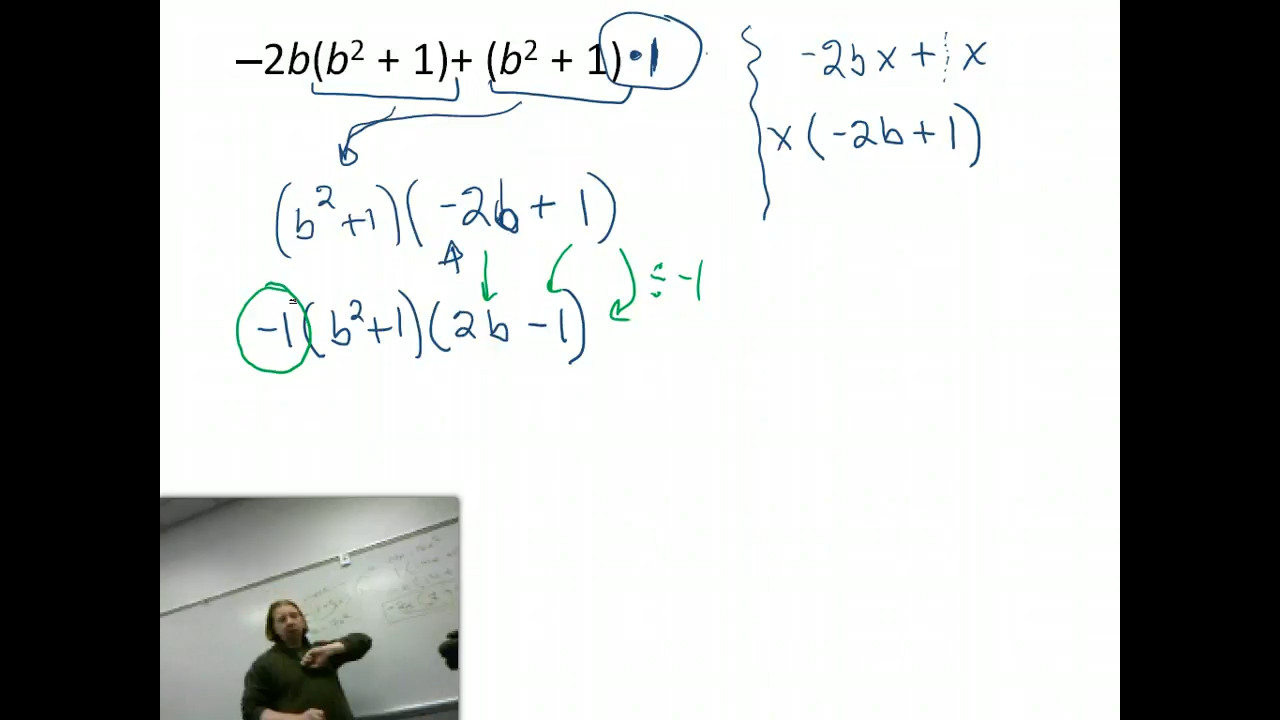 −2b(b² + 1)+ (b² + 1)•1
(b²+1)(-2b+1)
÷-1
-1(b²+1)(2b-1)
-2bx+1x
x(-2b+1)